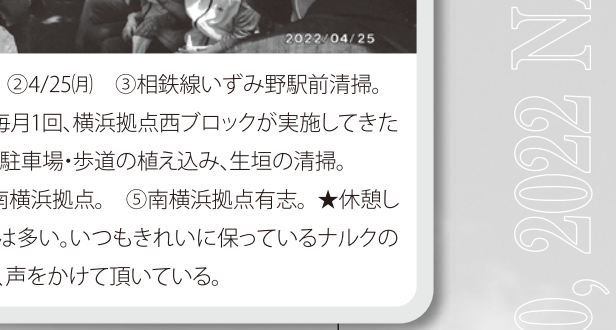 2022/04/25
②4/25㈪　③相鉄線いずみ野駅前清掃。
毎月1回、横浜拠点西ブロックが実施してきた
駐車場・歩道の植え込み、生垣の清掃。
南横浜拠点。　⑤南横浜拠点有志。★休憩し
は多い。いつもきれいに保っているナルクの
、声をかけて頂いている。
0, 2022 NA